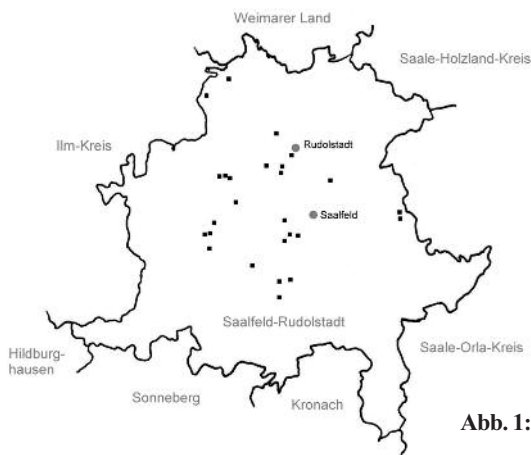 Weimarer Land
Saale-Holzland-Kreis
Ilm-Kreis
Rudolstadt
Saalfeld
Saalfeld-Rudolstadt
Hildburg-
hausen
Saale-Orla-Kreis
Sonneberg
Kronach
Abb. 1: